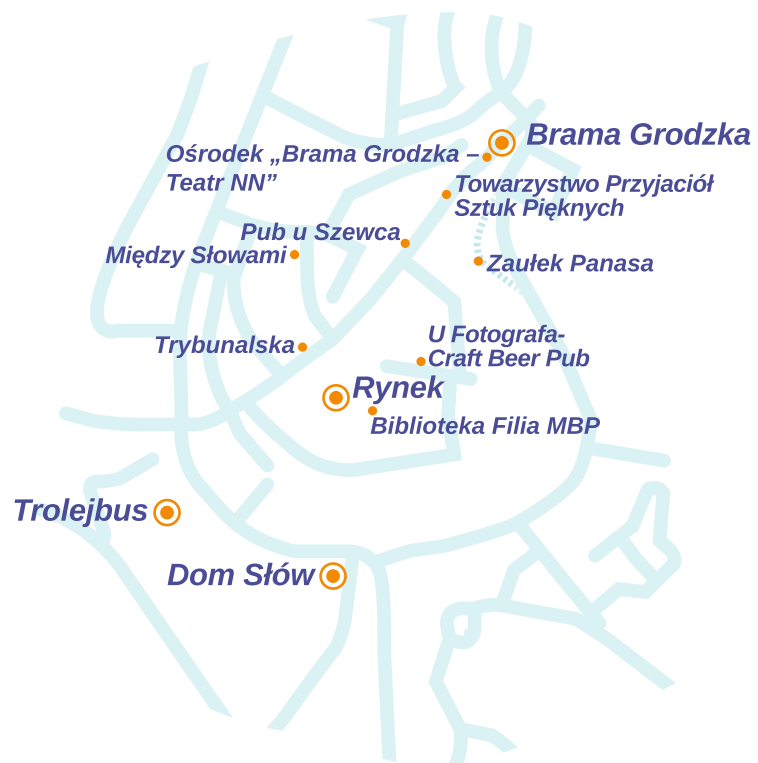 Brama Grodzka
Ośrodek „Brama Grodzka –
Teatr NN”
Towarzystwo Przyjaciół
Sztuk Pięknych
Pub u Szewca
Między Słowami
Zaułek Panasa
U Fotografa-
Craft Beer Pub
Trybunalska
Rynek
Biblioteka Filia MBP
Trolejbus
Dom Słów